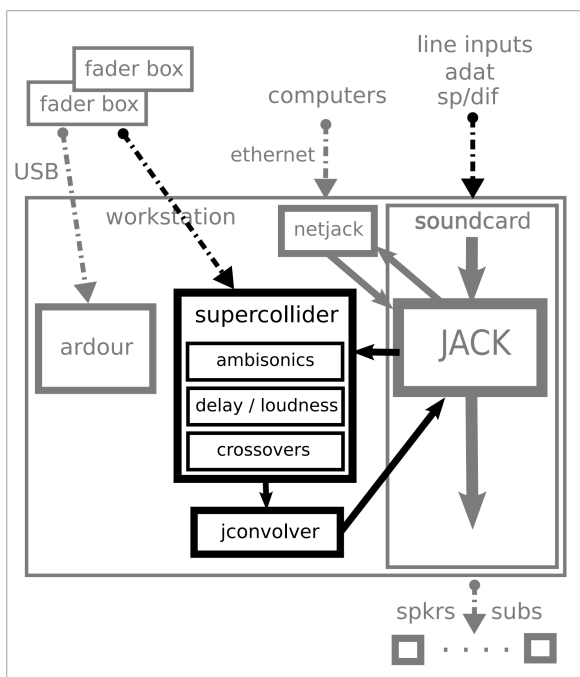 fader box
fader box
line inputs
adat
sp/dif
computers
ethernet
USB
workstation
netjack
soundcard
ardour
supercollider
ambisonics
delay / loudness
crossovers
JACK
jconvolver
spkrs
subs